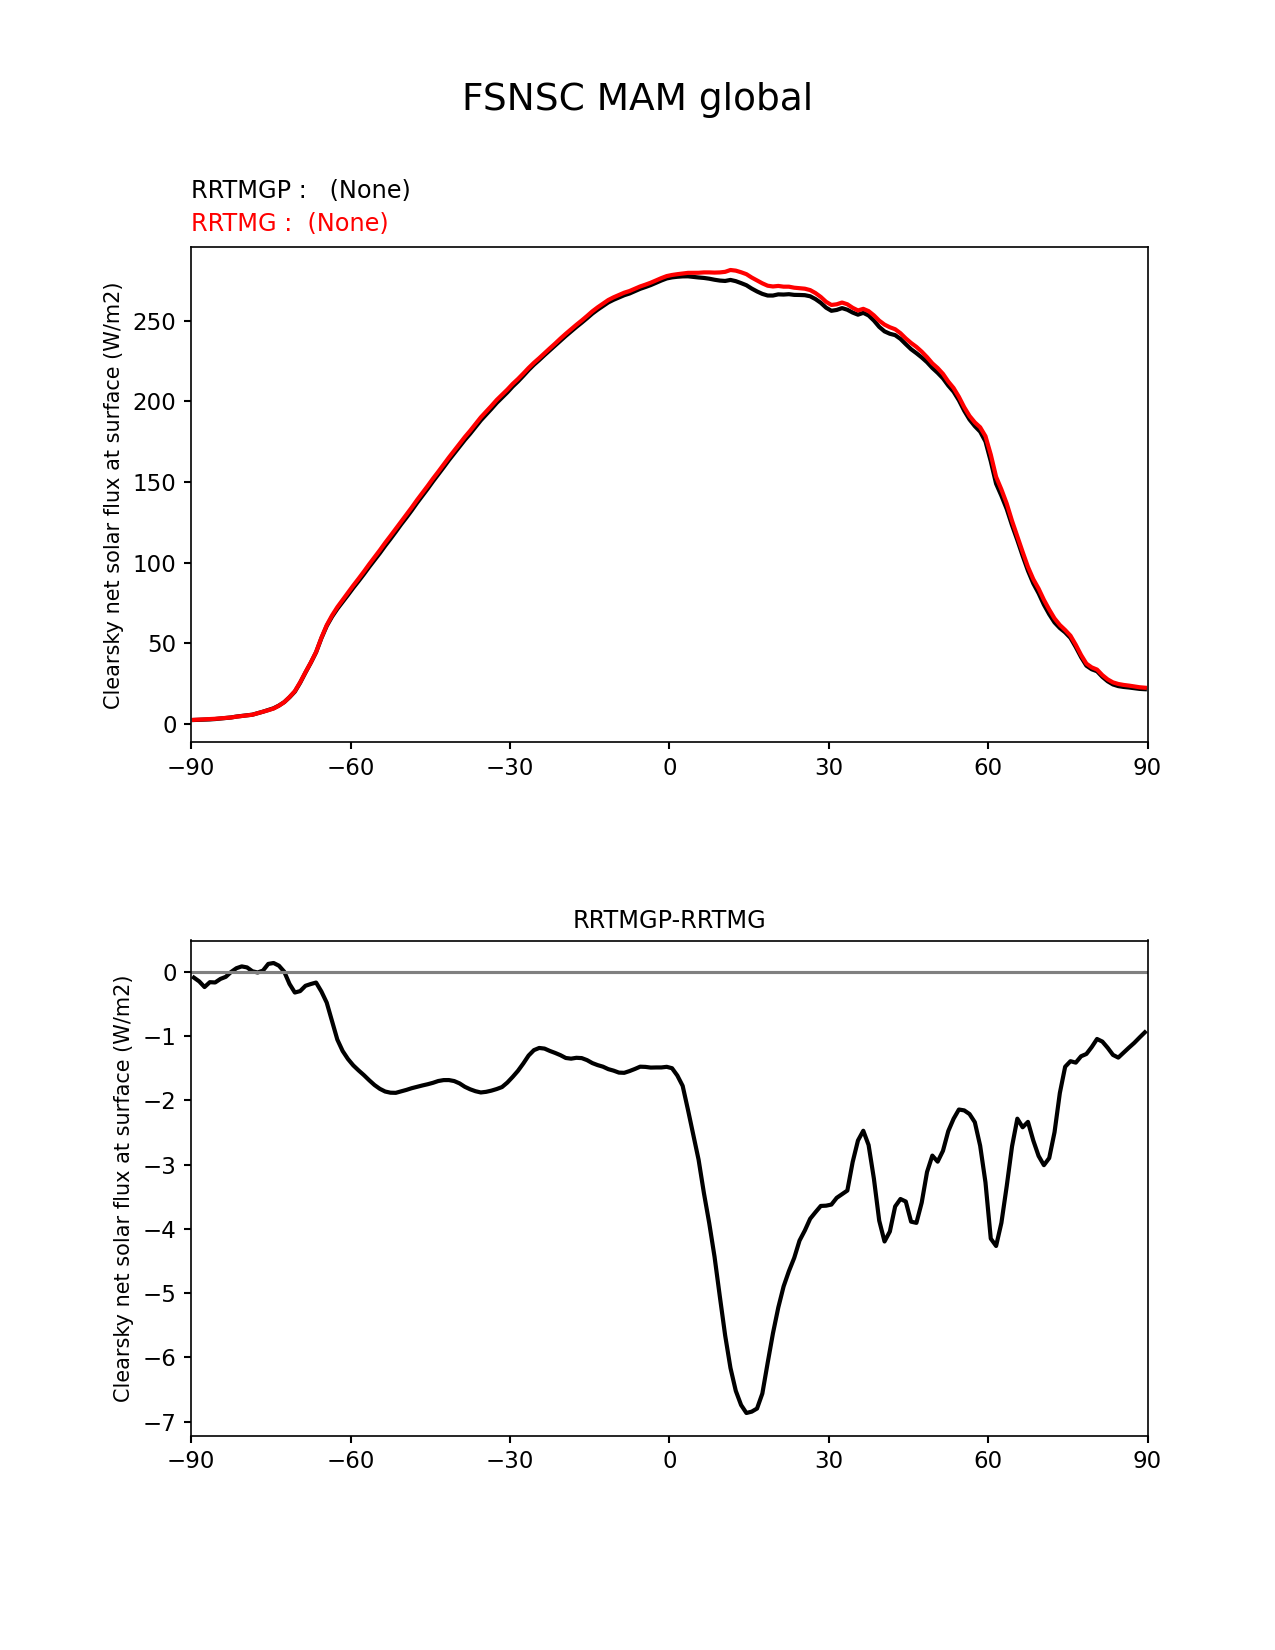 FSNSC MAM global
RRTMGP :   (None)
RRTMG :  (None)
Clearsky net solar flux at surface (W/m2)
250
200
150
100
50
0
−90 −60 −30 0 30 60 90
RRTMGP-RRTMG
Clearsky net solar flux at surface (W/m2)
0
−1
−2
−3
−4
−5
−6
−7
−90 −60 −30 0 30 60 90